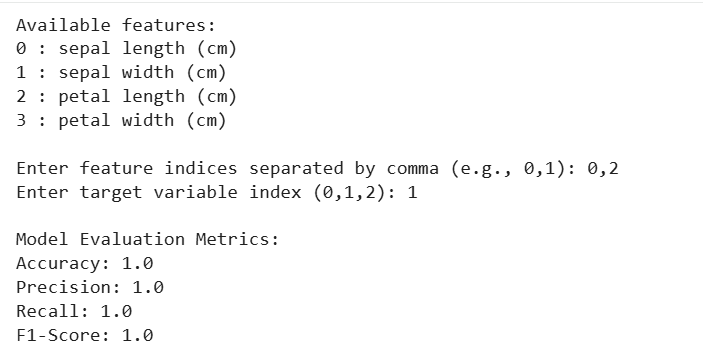 Available features:
0 : sepal length (cm)
1 : sepal width (cm)
2 : petal length (cm)
3 : petal width (cm)
Enter feature indices separated by comma (e.g., 0,1): 0,2
Enter target variable index (0,1,2): 1
Model Evaluation Metrics:
Accuracy: 1.0
Precision: 1.0
Recall: 1.0
F1-Score: 1.0